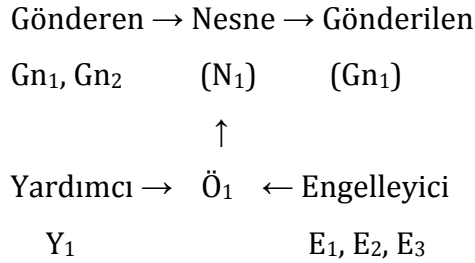 Gönderen → Nesne → Gönderilen
Gn₁, Gn₂ (N₁) (Gn₁)
↑
Yardımcı → Ö₁ ← Engelleyici
Y₁ E₁, E₂, E₃